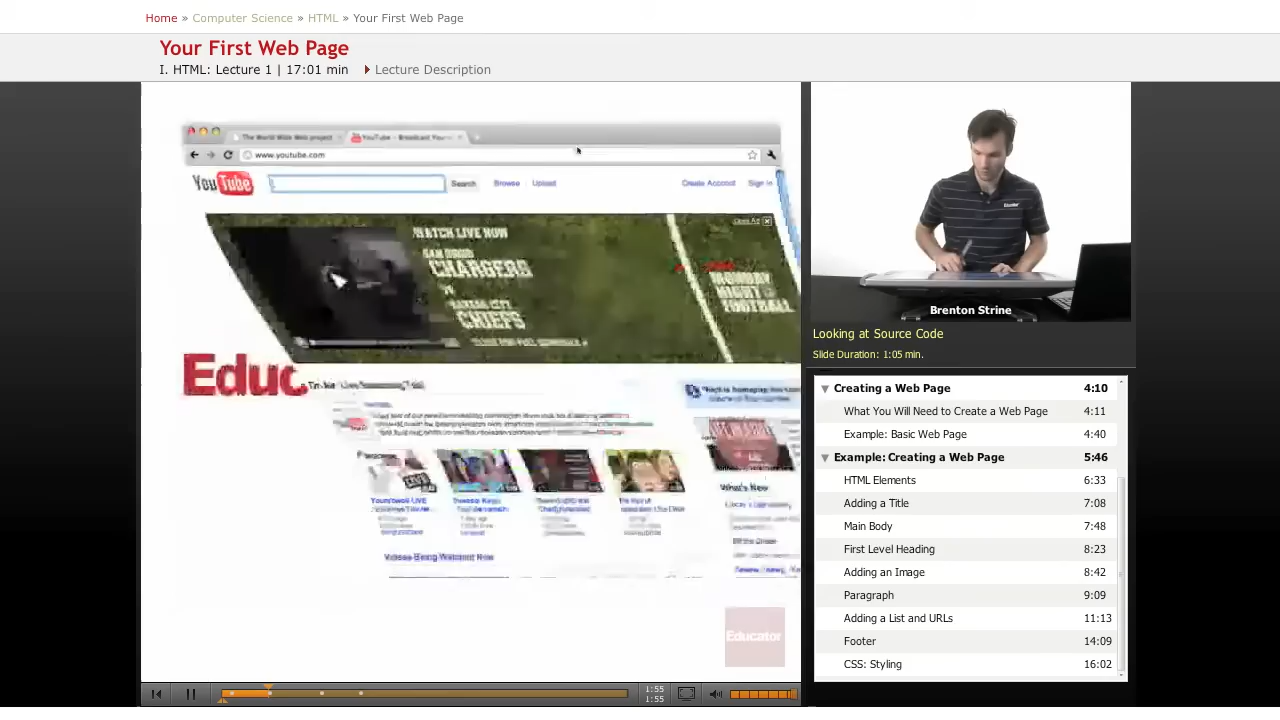 Home » Computer Science » HTML » Your First Web Page
Your First Web Page
I. HTML: Lecture 1 | 17:01 min
Lecture Description
The World Wide Web project
YouTube - Broadcast Your
www.youtube.com
YouTube
Search
Browse
Upload
Create Account
Sign In
WATCH LIVE NOW
SAN DIEGO
CHARGERS
KANSAS CITY
CHIEFS
MONDAY
NIGHT
FOOTBALL
Educ
What's New
Videos Being Watched Now
Educator
Brenton Strine
Looking at Source Code
Slide Duration: 1:05 min.
Creating a Web Page 4:10
What You Will Need to Create a Web Page 4:11
Example: Basic Web Page 4:40
Example: Creating a Web Page 5:46
HTML Elements 6:33
Adding a Title 7:08
Main Body 7:48
First Level Heading 8:23
Adding an Image 8:42
Paragraph 9:09
Adding a List and URLs 11:13
Footer 14:09
CSS: Styling 16:02
1:55
1:55